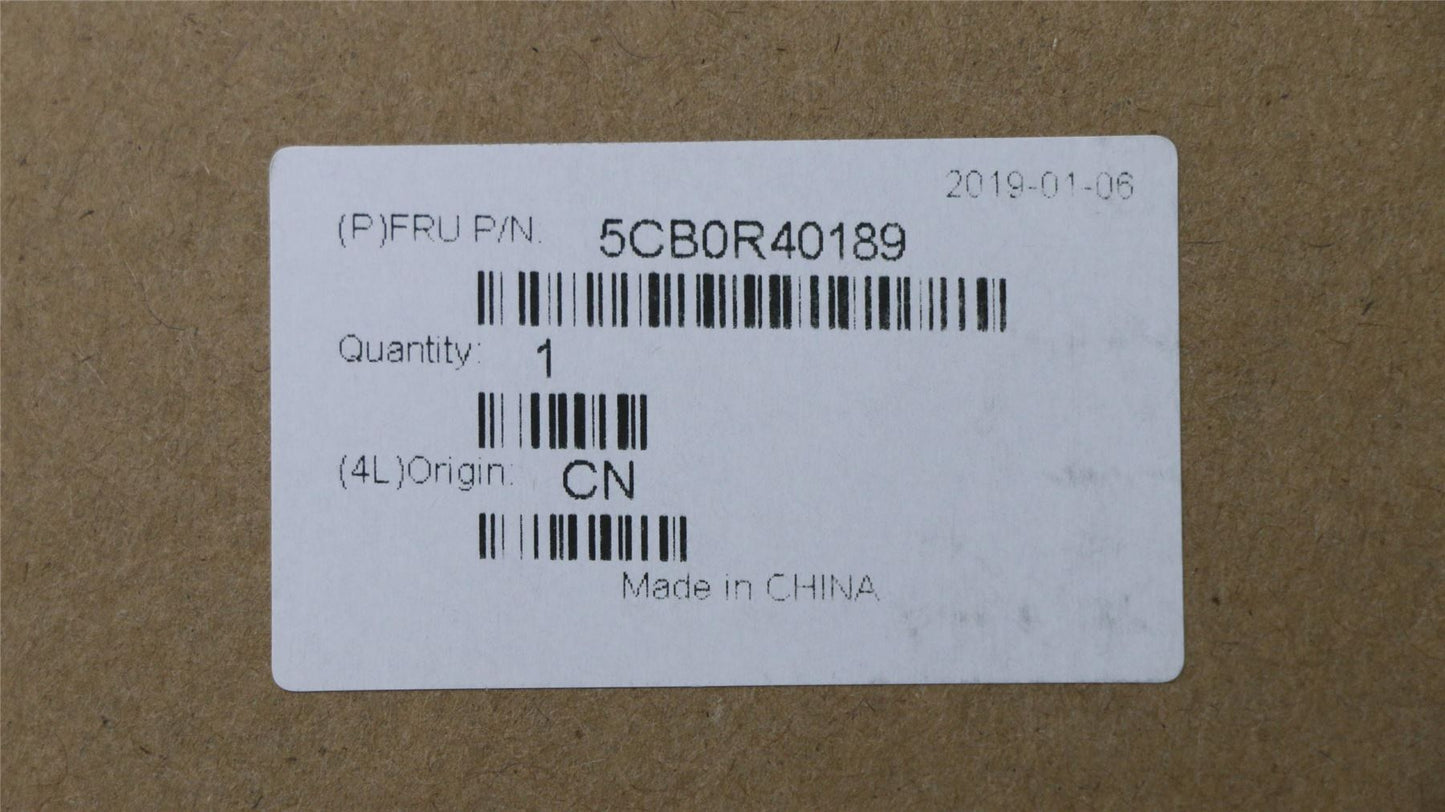 2019-01-06
(P)FRU P/N. 5CB0R40189
Quantity: 1
(4L)Origin: CN
Made in CHINA